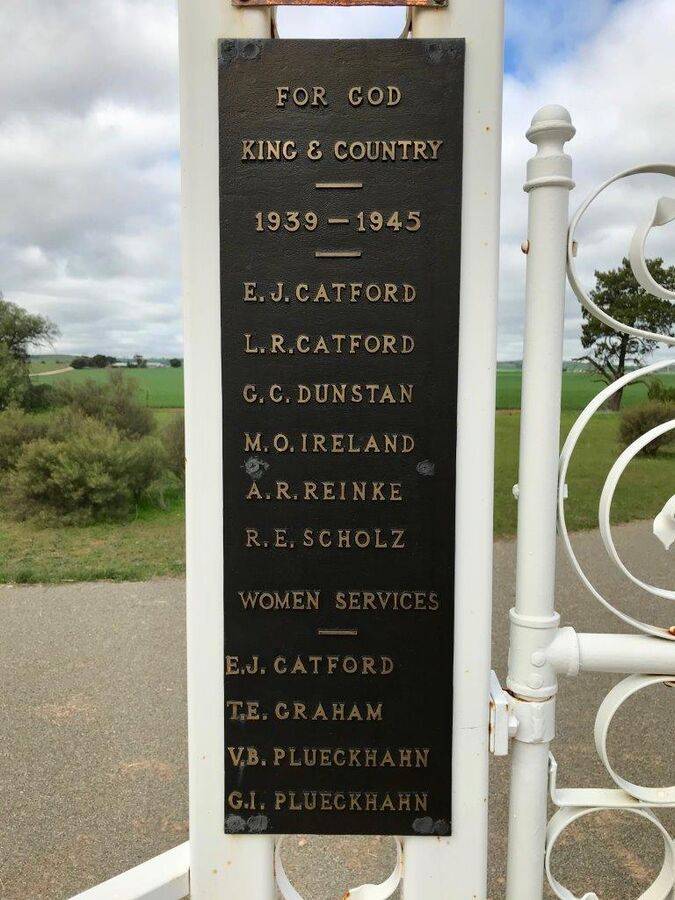 FOR GOD
KING & COUNTRY
1939 - 1945
E. J. CATFORD
L. R. CATFORD
G. C. DUNSTAN
M. O. IRELAND
A. R. REINKE
R. E. SCHOLZ
WOMEN SERVICES
E.J. CATFORD
T.E. GRAHAM
V.B. PLUECKHAHN
G.I. PLUECKHAHN